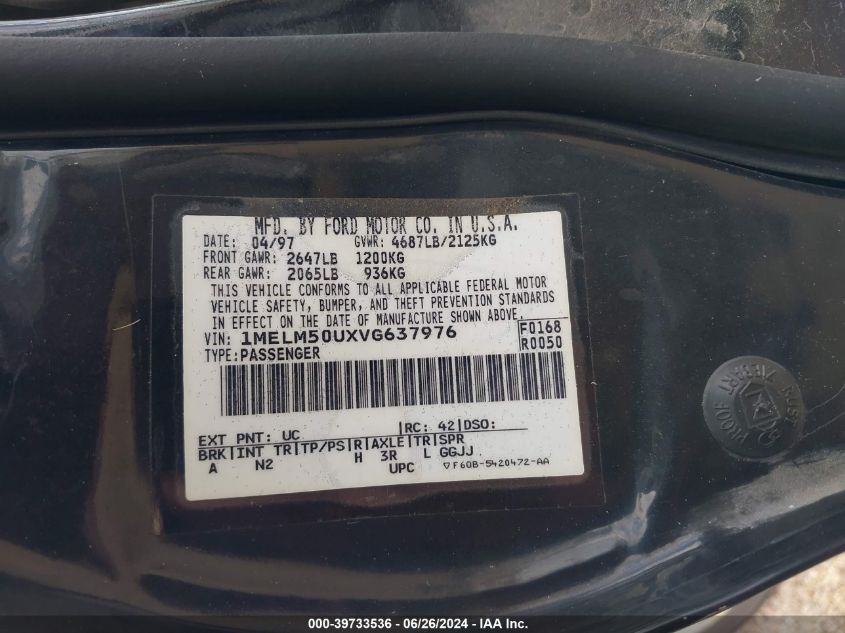 MFD. BY FORD MOTOR CO. IN U.S.A.
DATE: 04/97 GVWR: 4687LB/2125KG
FRONT GAWR: 2647LB 1200KG
REAR GAWR: 2065LB 936KG
THIS VEHICLE CONFORMS TO ALL APPLICABLE FEDERAL MOTOR
VEHICLE SAFETY, BUMPER, AND THEFT PREVENTION STANDARDS
IN EFFECT ON THE DATE OF MANUFACTURE SHOWN ABOVE.
VIN: 1MELM50UXVG637976 F0168
TYPE: PASSENGER R0050
EXT PNT: UC |RC: 42|DSO:
BRK|INT TR|TP/PS|R|AXLE|TR|SPR
A N2 H 3R L GGJJ
UPC ▽F60B-5420472-AA
000-39733536 / 06/26/2024 / © IAA Holdings, LLC